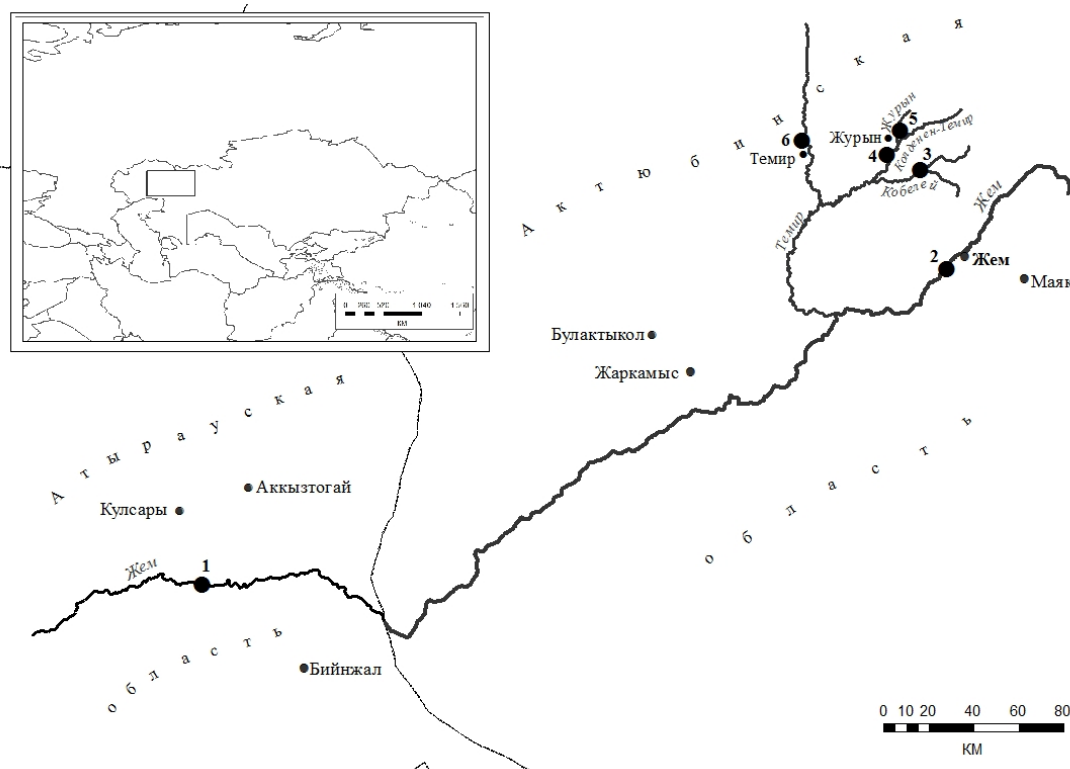 Актюбинская
область
Журын
5
6
Журын
Колденен-Темир
Темир
4
3
Кобелей
Темир
Жем
2
Жем
Маяк
Булактыкол
Жаркамыс
КМ
Атырауская
область
Аккызтогай
Кулсары
Жем
1
Бийнжал
0 10 20 40 60 80
КМ